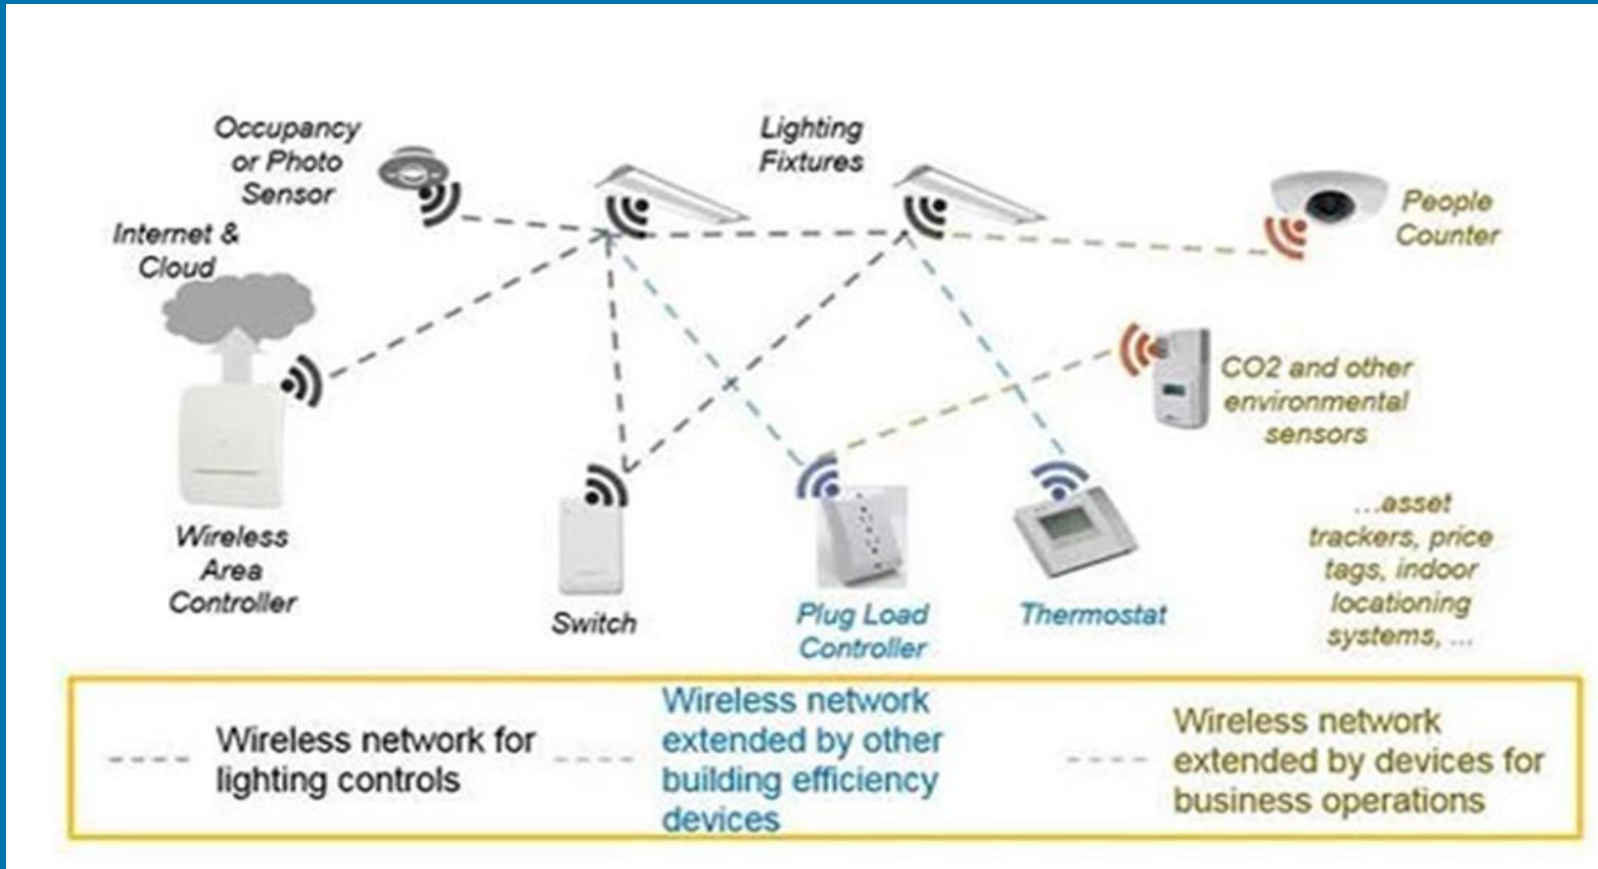 Occupancy
or Photo
Sensor
Lighting
Fixtures
People
Counter
Internet &
Cloud
CO2 and other
environmental
sensors
Wireless
Area
Controller
Switch
Plug Load
Controller
Thermostat
...asset
trackers, price
tags, indoor
locationing
systems, ...
Wireless network for
lighting controls
Wireless network
extended by other
building efficiency
devices
Wireless network
extended by devices for
business operations